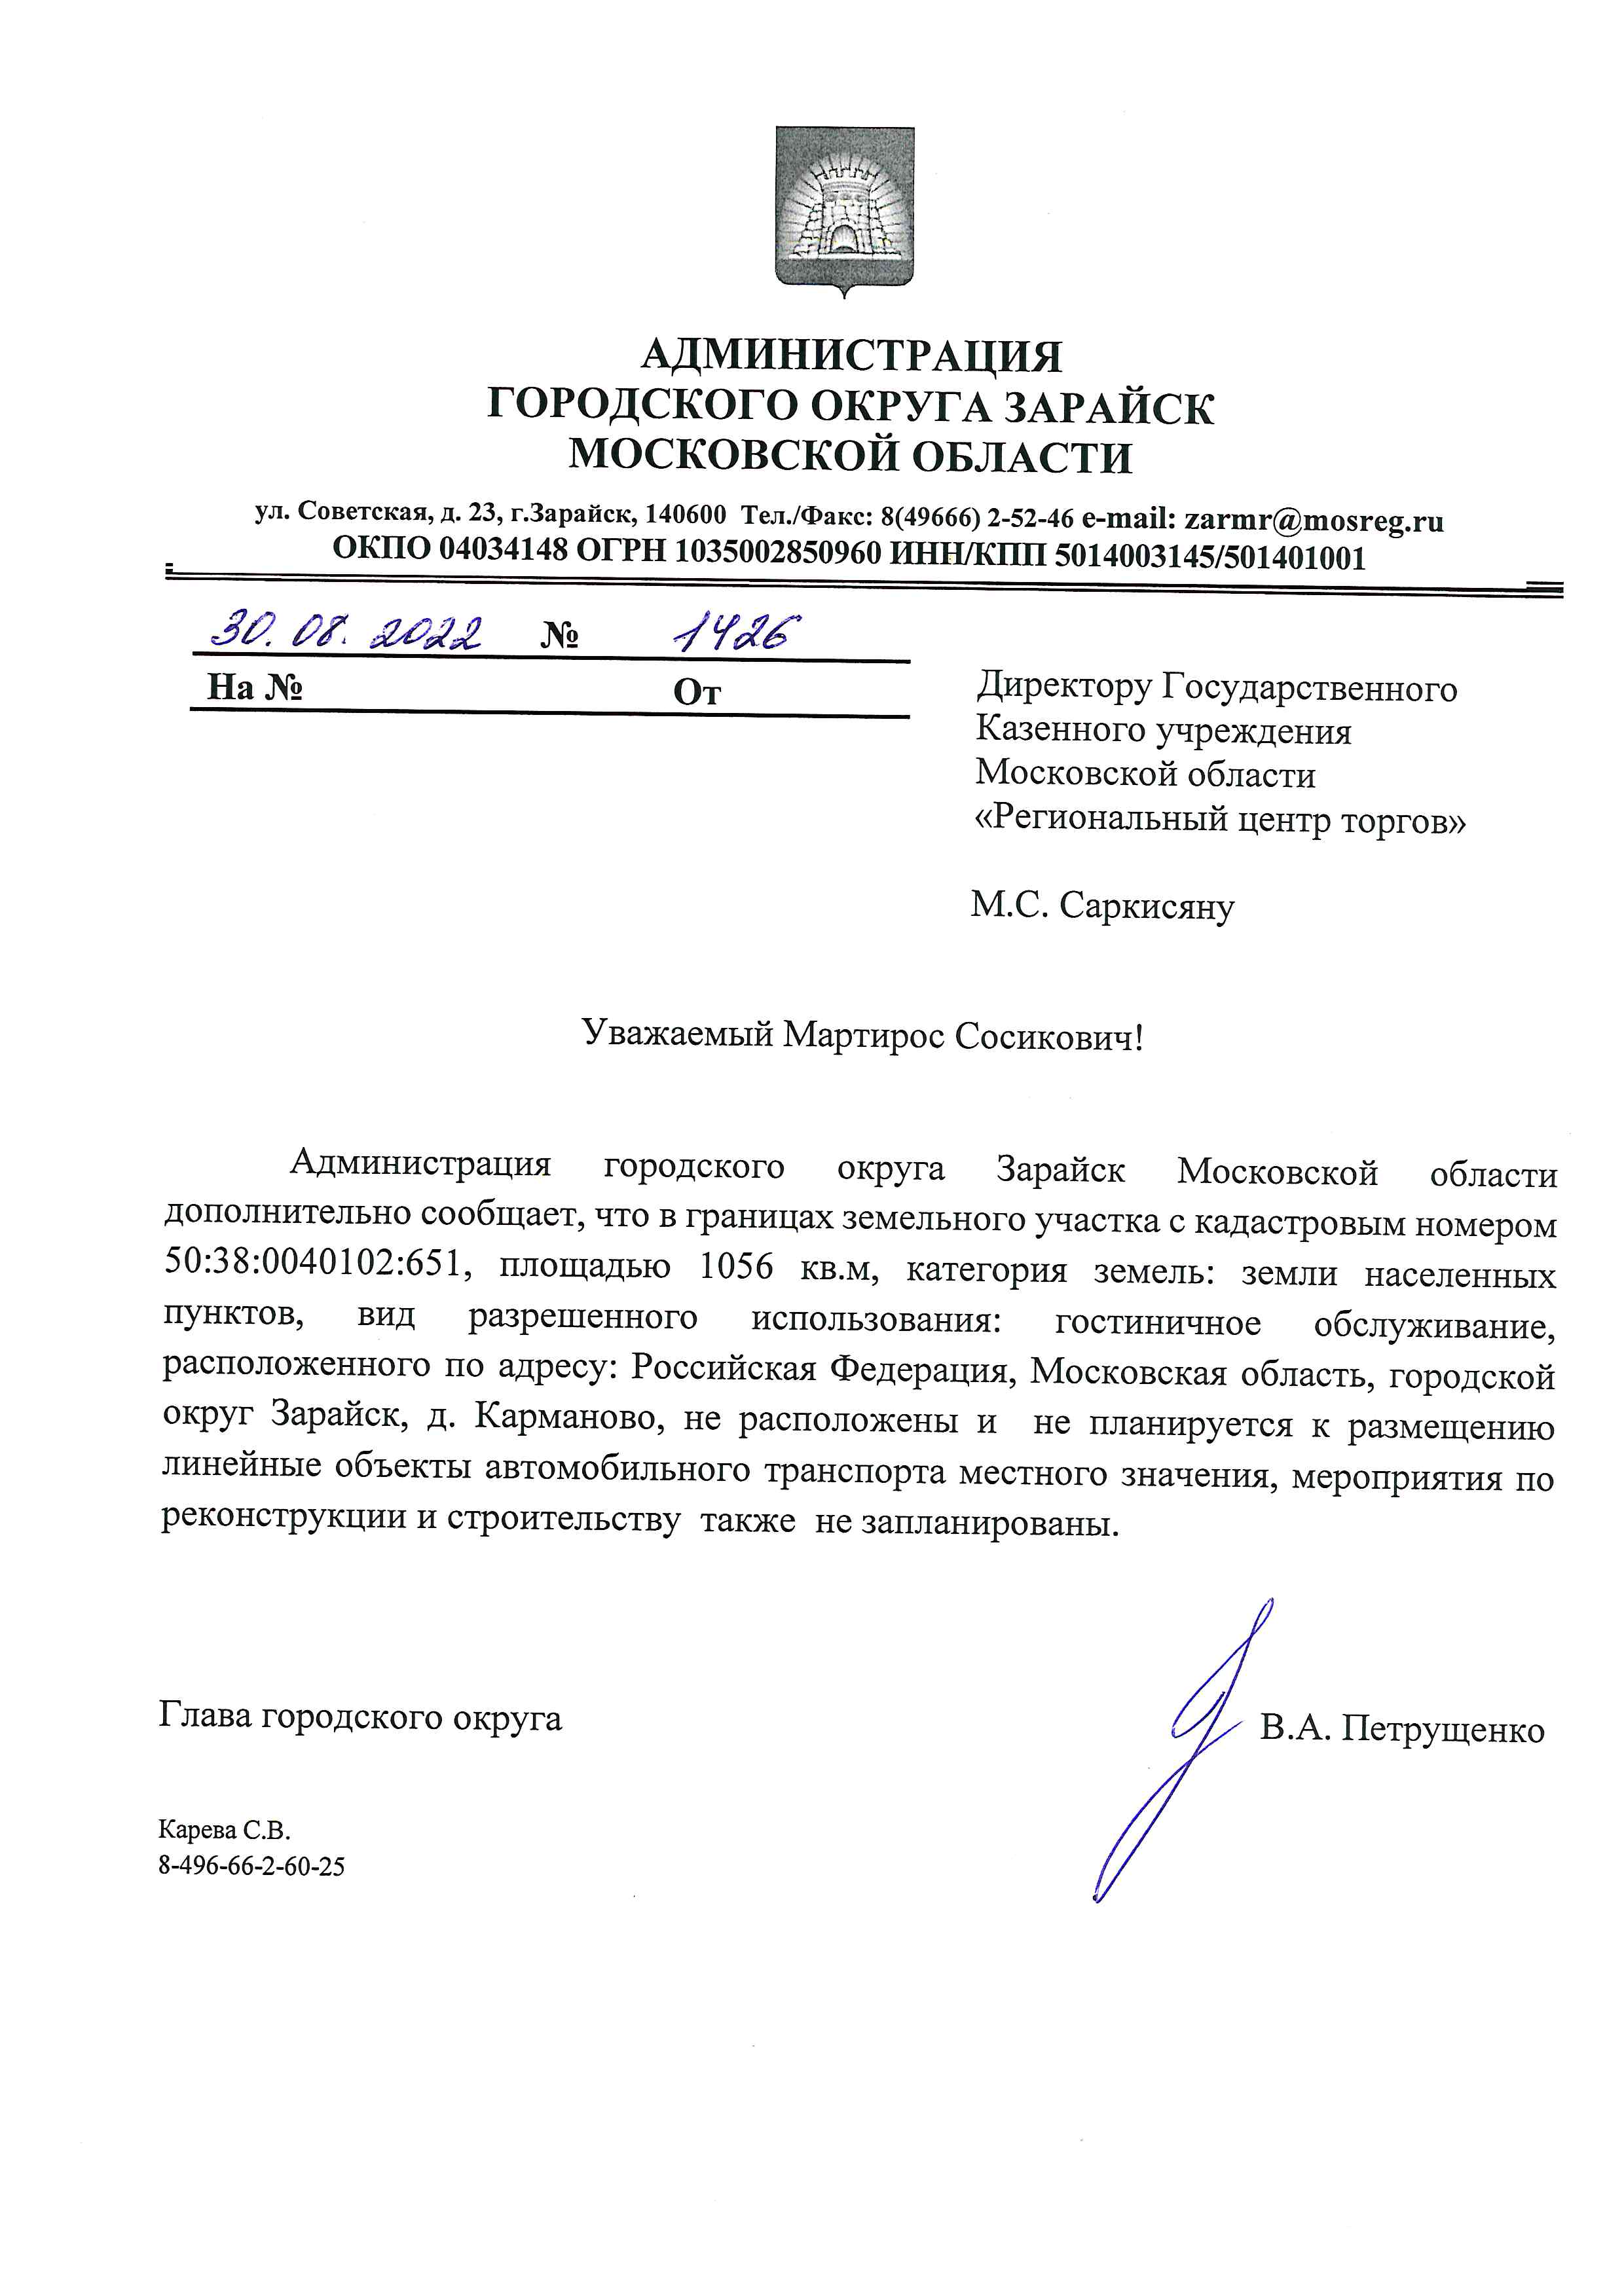 АДМИНИСТРАЦИЯ
ГОРОДСКОГО ОКРУГА ЗАРАЙСК
МОСКОВСКОЙ ОБЛАСТИ
ул. Советская, д. 23, г.Зарайск, 140600 Тел./Факс: 8(49666) 2-52-46 e-mail: zarmr@mosreg.ru
ОКПО 04034148 ОГРН 1035002850960 ИНН/КПП 5014003145/501401001
30.08.2022 № 1426
На № От
Директору Государственного
Казенного учреждения
Московской области
«Региональный центр торгов»
М.С. Саркисяну
Уважаемый Мартирос Сосикович!
Администрация городского округа Зарайск Московской области
дополнительно сообщает, что в границах земельного участка с кадастровым номером
50:38:0040102:651, площадью 1056 кв.м, категория земель: земли населенных
пунктов, вид разрешенного использования: гостиничное обслуживание,
расположенного по адресу: Российская Федерация, Московская область, городской
округ Зарайск, д. Карманово, не расположены и не планируется к размещению
линейные объекты автомобильного транспорта местного значения, мероприятия по
реконструкции и строительству также не запланированы.
Глава городского округа В.А. Петрущенко
Карева С.В.
8-496-66-2-60-25